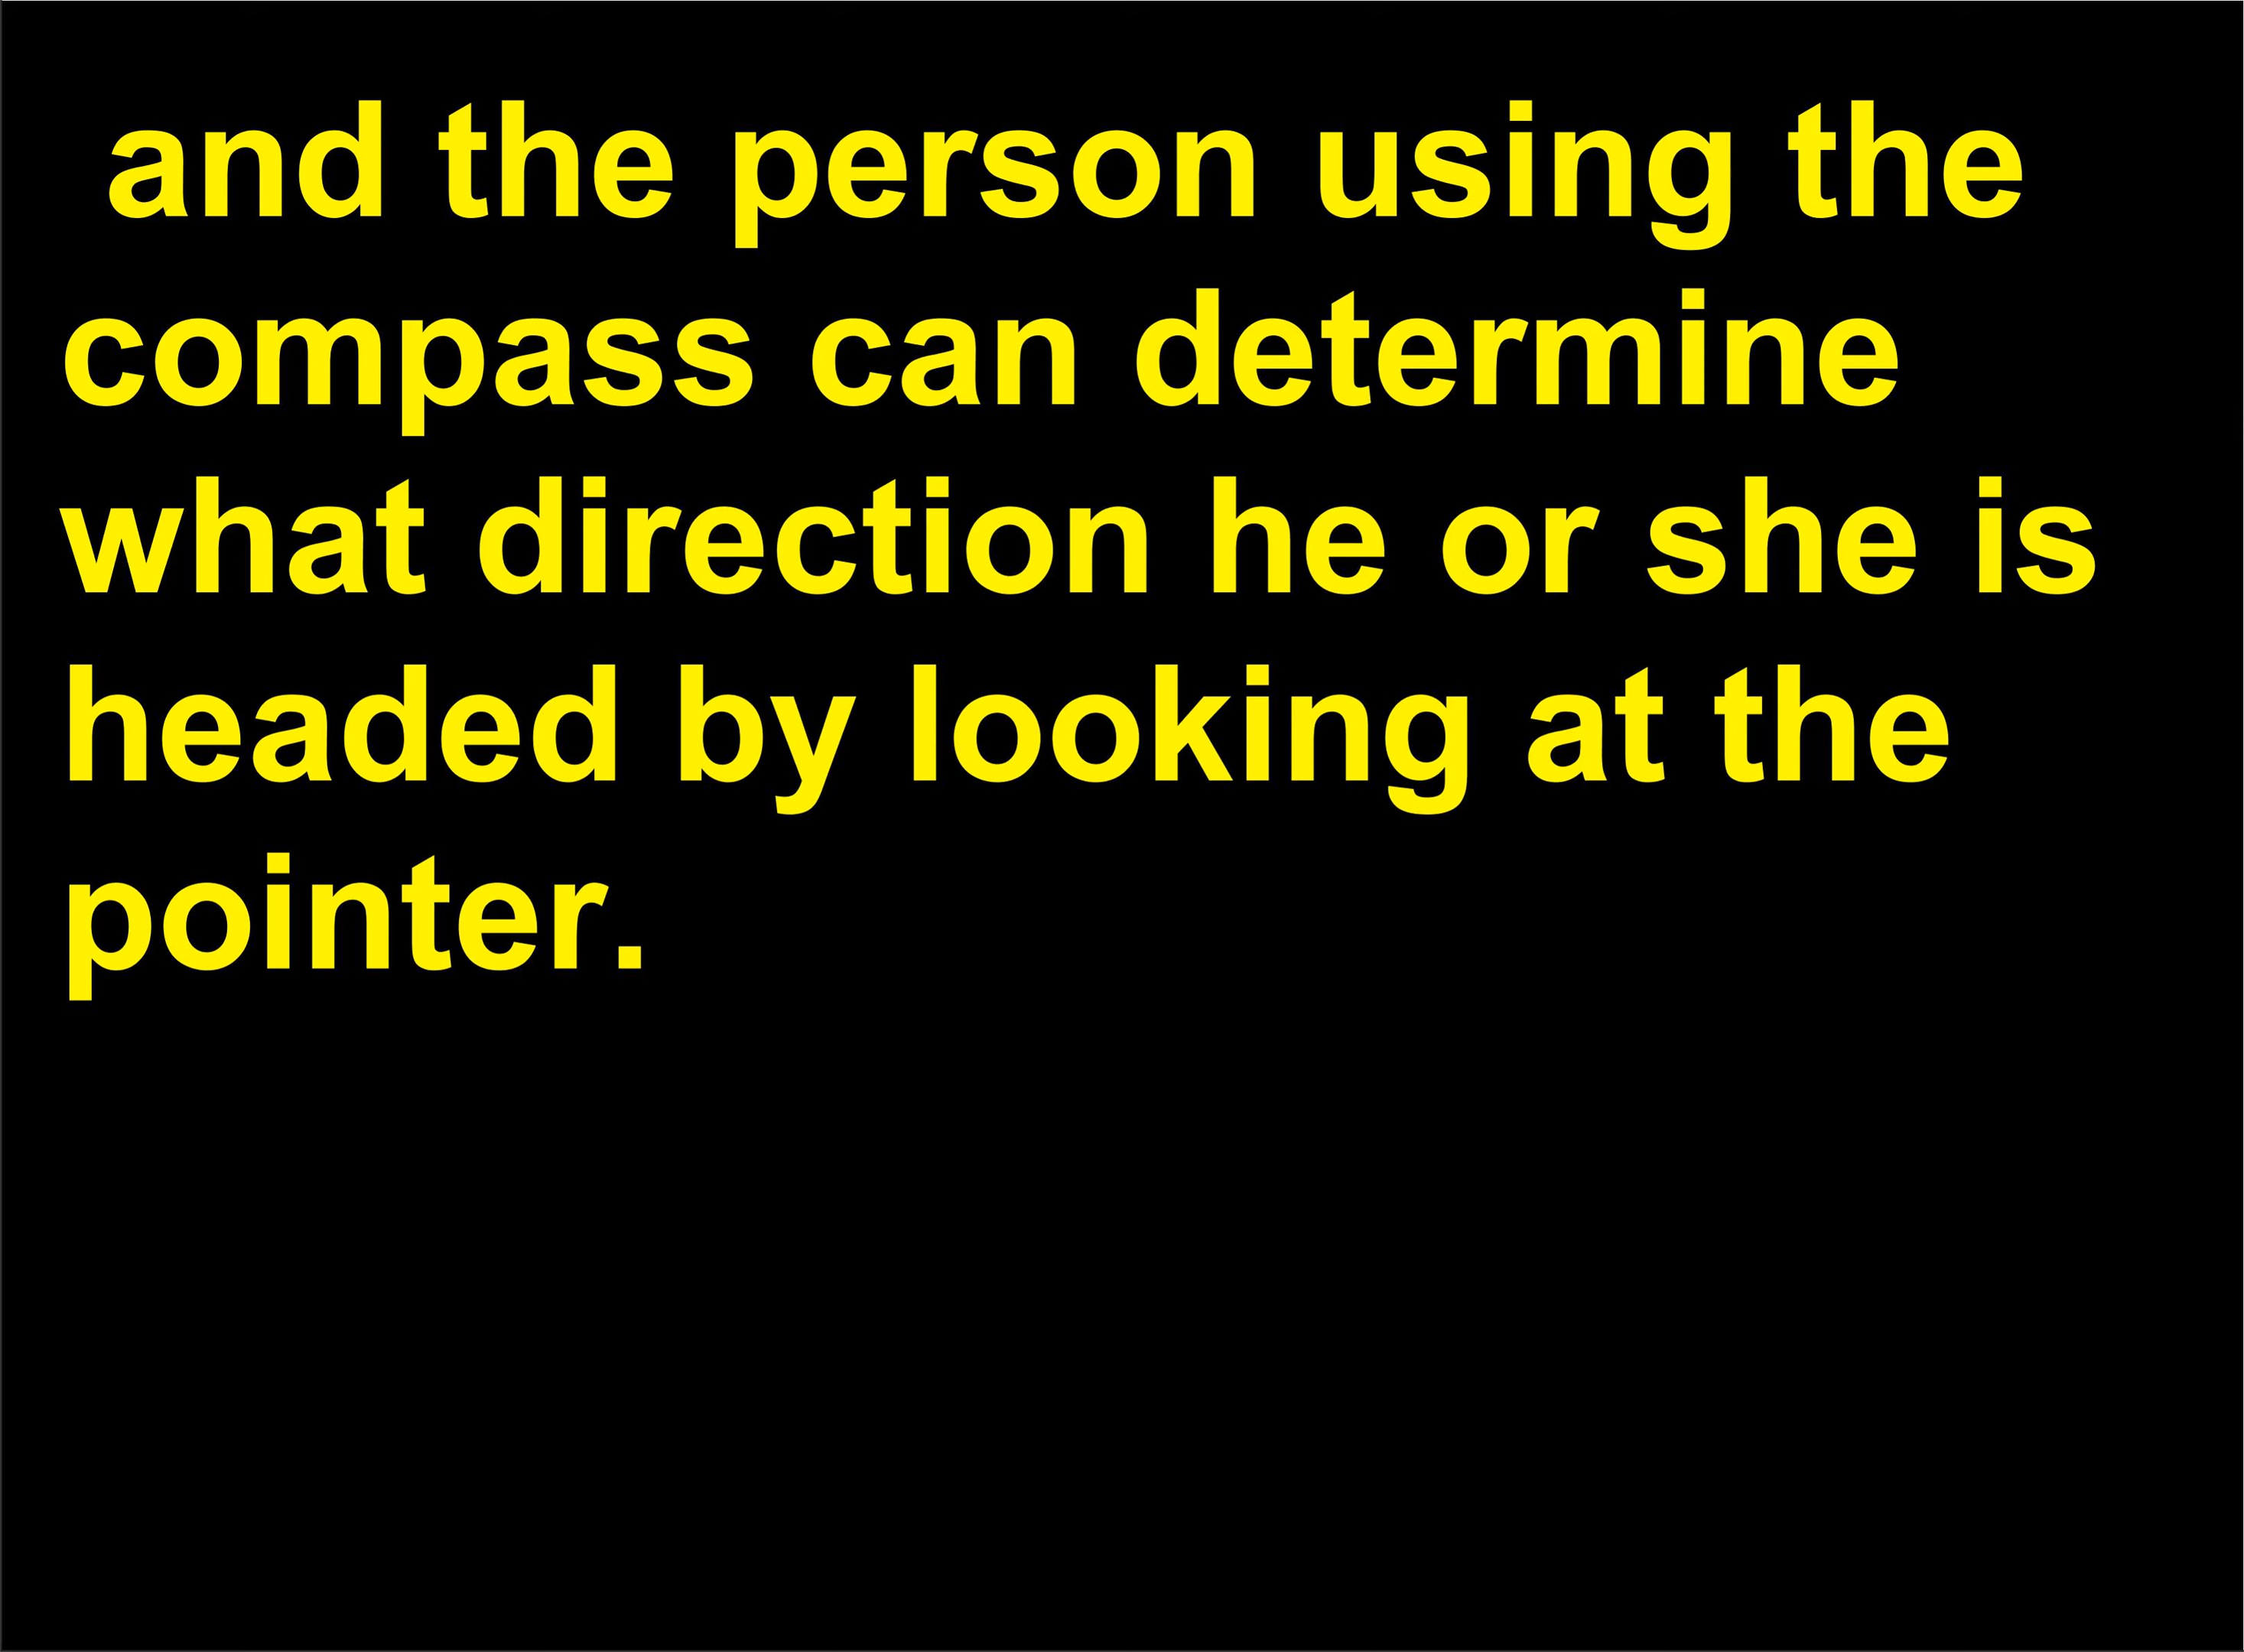 and the person using the
compass can determine
what direction he or she is
headed by looking at the
pointer.